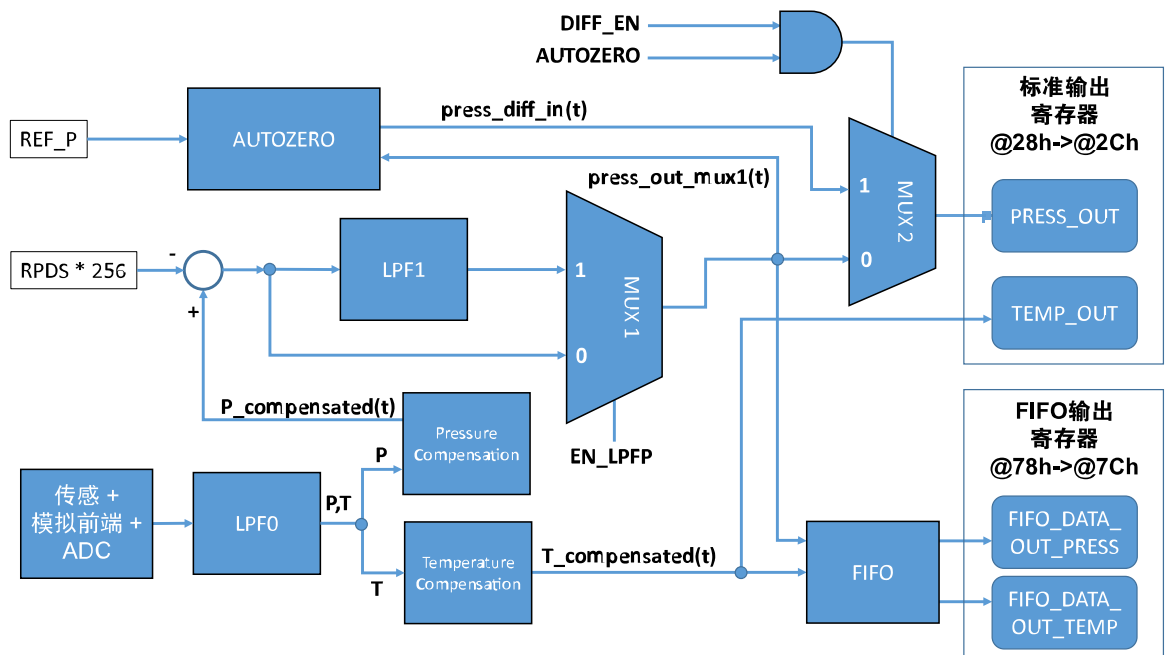 DIFF_EN
AUTOZERO
标准输出
寄存器
@28h->@2Ch
press_diff_in(t)
REF_P
AUTOZERO
press_out_mux1(t)
1
MUX 2
0
PRESS_OUT
RPDS * 256
-
+
LPF1
1
MUX 1
0
TEMP_OUT
P_compensated(t)
Pressure
Compensation
P
EN_LPFP
FIFO输出
寄存器
@78h->@7Ch
传感 +
模拟前端 +
ADC
LPF0
P,T
T
Temperature
Compensation
T_compensated(t)
FIFO
FIFO_DATA_
OUT_PRESS
FIFO_DATA_
OUT_TEMP